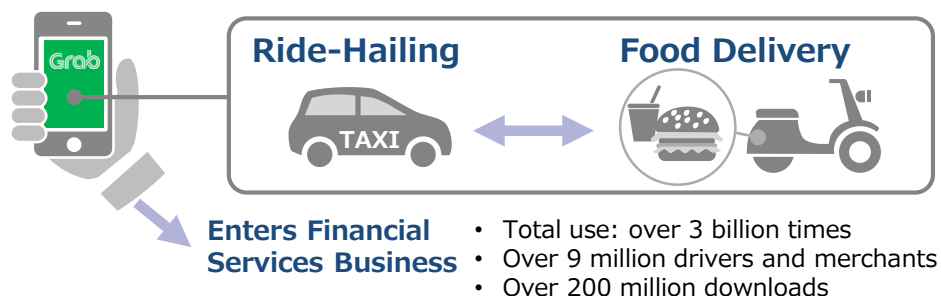 Grab
Ride-Hailing
Food Delivery
TAXI
Enters Financial
Services Business
• Total use: over 3 billion times
• Over 9 million drivers and merchants
• Over 200 million downloads